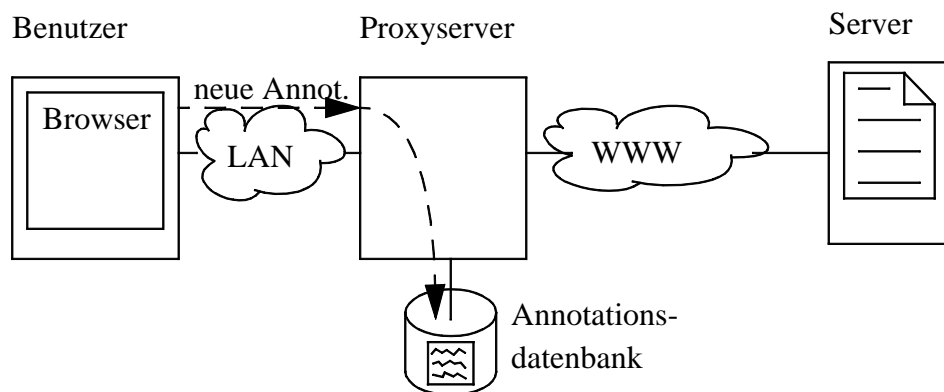 Benutzer
Proxyserver
Server
neue Annot.
Browser
LAN
WWW
Annotations-
datenbank